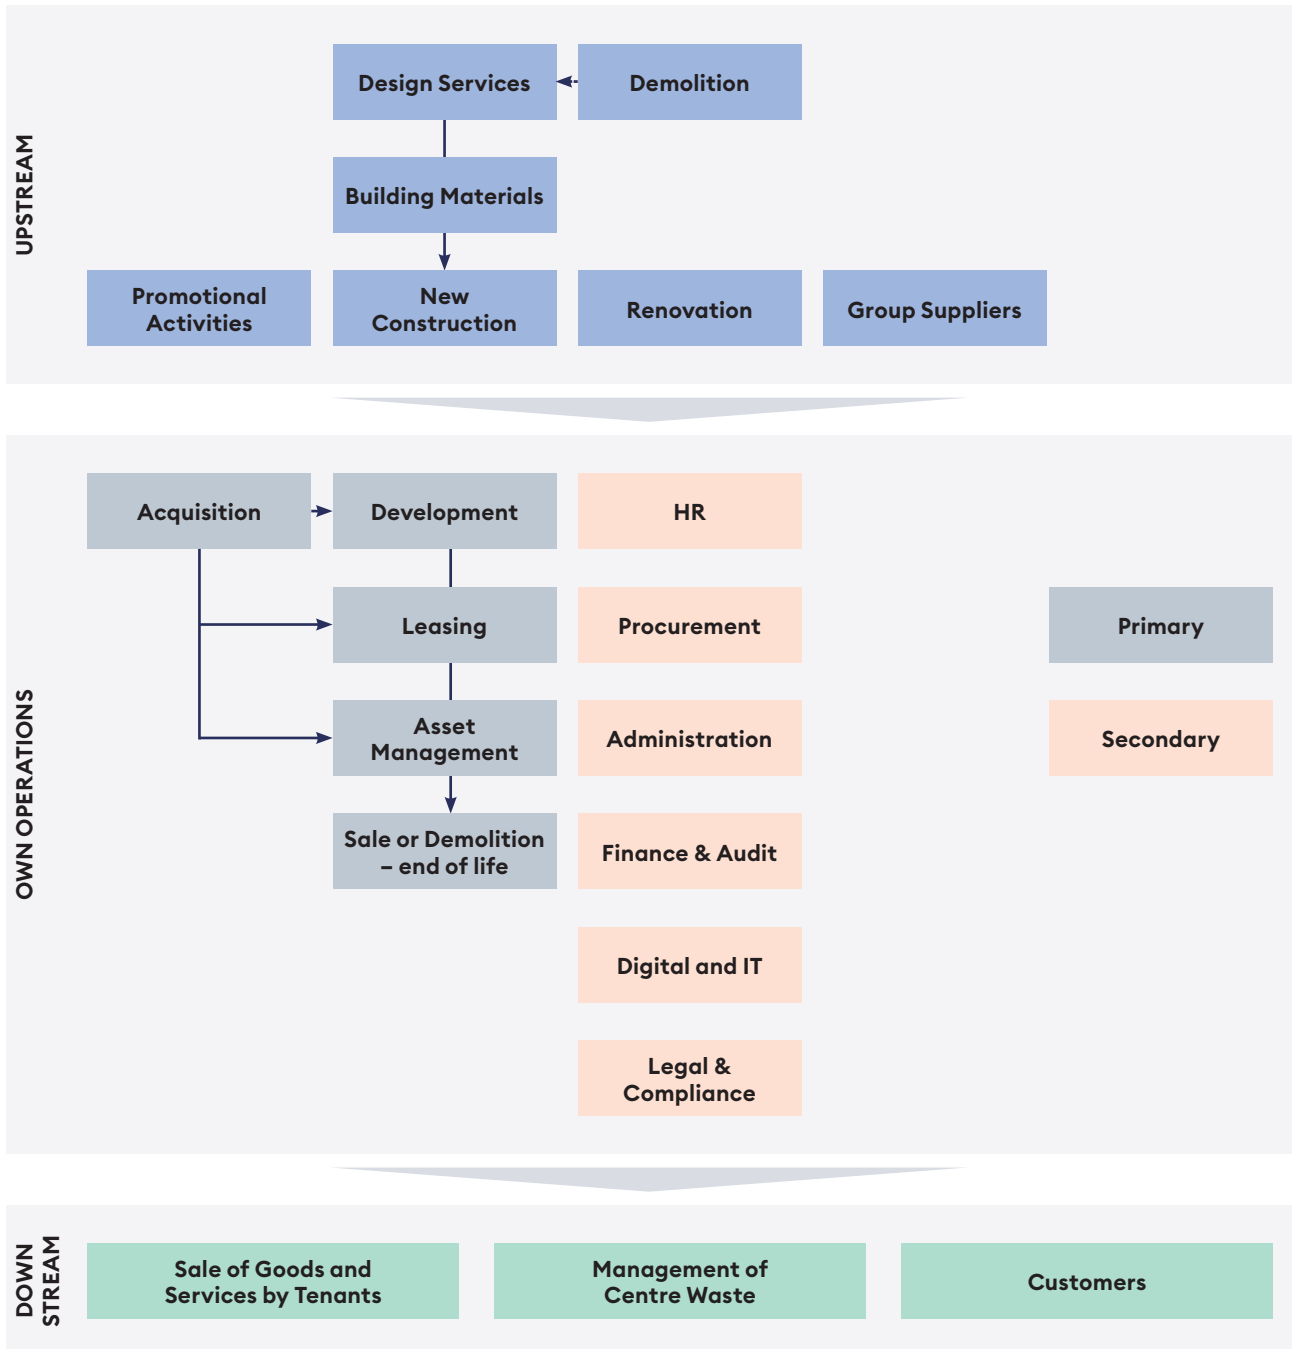 UPSTREAM
Design Services
Demolition
Building Materials
Promotional
Activities
New
Construction
Renovation
Group Suppliers
OWN OPERATIONS
Acquisition
Development
HR
Leasing
Procurement
Primary
Asset
Management
Administration
Secondary
Sale or Demolition
– end of life
Finance & Audit
Digital and IT
Legal &
Compliance
DOWN
STREAM
Sale of Goods and
Services by Tenants
Management of
Centre Waste
Customers